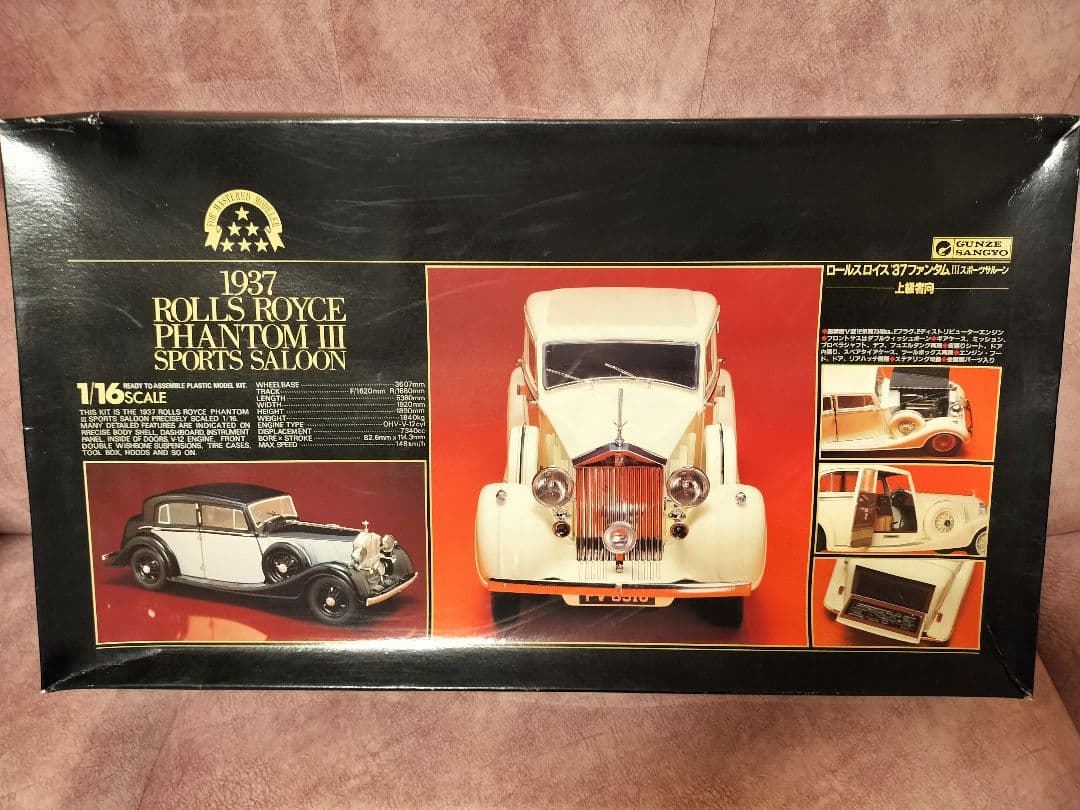 FOR MASTERED MODELER
GUNZE
SANGYO
1937
ROLLS ROYCE
PHANTOM III
SPORTS SALOON
1/16 SCALE
READY TO ASSEMBLE PLASTIC MODEL KIT.
THIS KIT IS THE 1937 ROLLS ROYCE PHANTOM
III SPORTS SALOON PRECISELY SCALED 1/16.
MANY DETAILED FEATURES ARE INDICATED ON
PRECISE BODY SHELL, DASHBOARD, INSTRUMENT
PANEL, INSIDE OF DOORS, V-12 ENGINE, FRONT
DOUBLE WISHBONE SUSPENSIONS, TIRE CASES,
TOOL BOX, HOODS AND SO ON.
WHEELBASE 3607mm
TRACK F/1620mm R/1660mm
LENGTH 5380mm
WIDTH 1920mm
HEIGHT 1890mm
WEIGHT 1840kg
ENGINE TYPE OHV-V-12cyl
DISPLACEMENT 7340cc
BORE × STROKE 82.6mm x 114.3mm
MAX. SPEED 148km/h
ロールスロイス'37ファンタムIIIスポーツサルーン
上級者向